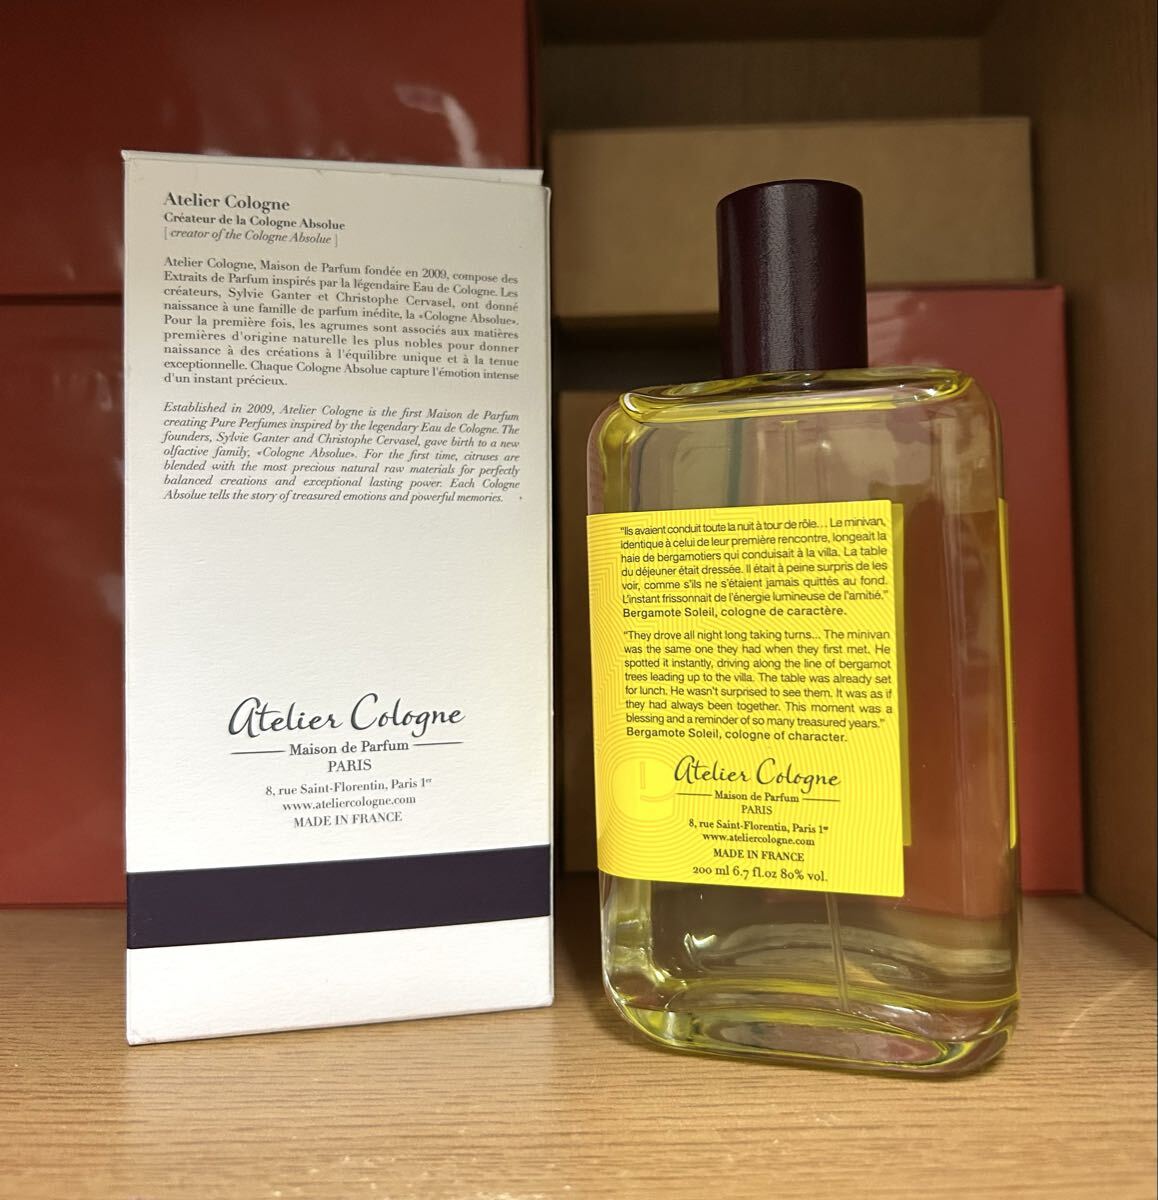 Atelier Cologne
Créateur de la Cologne Absolue
[ creator of the Cologne Absolue ]
Atelier Cologne, Maison de Parfum fondée en 2009, compose des
Extraits de Parfum inspirés par la légendaire Eau de Cologne. Les
créateurs, Sylvie Ganter et Christophe Cervasel, ont donné
naissance à une famille de parfum inédite, la «Cologne Absolue».
Pour la première fois, les agrumes sont associés aux matières
premières d'origine naturelle les plus nobles pour donner
naissance à des créations à l'équilibre unique et à la tenue
exceptionnelle. Chaque Cologne Absolue capture l'émotion intense
d'un instant précieux.
Established in 2009, Atelier Cologne is the first Maison de Parfum
creating Pure Perfumes inspired by the legendary Eau de Cologne. The
founders, Sylvie Ganter and Christophe Cervasel, gave birth to a new
olfactive family, «Cologne Absolue». For the first time, citruses are
blended with the most precious natural raw materials for perfectly
balanced creations and exceptional lasting power. Each Cologne
Absolue tells the story of treasured emotions and powerful memories.
Atelier Cologne
Maison de Parfum
PARIS
8, rue Saint-Florentin, Paris 1er
www.ateliercologne.com
MADE IN FRANCE
"Ils avaient conduit toute la nuit à tour de rôle... Le minivan,
identique à celui de leur première rencontre, longeait la
haie de bergamotiers qui conduisait à la villa. La table
du déjeuner était dressée. Il était à peine surpris de les
voir, comme s'ils ne s'étaient jamais quittés au fond.
L'instant frissonnait de l'énergie lumineuse de l'amitié."
Bergamote Soleil, cologne de caractère.
"They drove all night long taking turns... The minivan
was the same one they had when they first met. He
spotted it instantly, driving along the line of bergamot
trees leading up to the villa. The table was already set
for lunch. He wasn't surprised to see them. It was as if
they had always been together. This moment was a
blessing and a reminder of so many treasured years."
Bergamote Soleil, cologne of character.
Atelier Cologne
Maison de Parfum
PARIS
8, rue Saint-Florentin, Paris 1er
www.ateliercologne.com
MADE IN FRANCE
200 ml 6.7 fl.oz 80% vol.